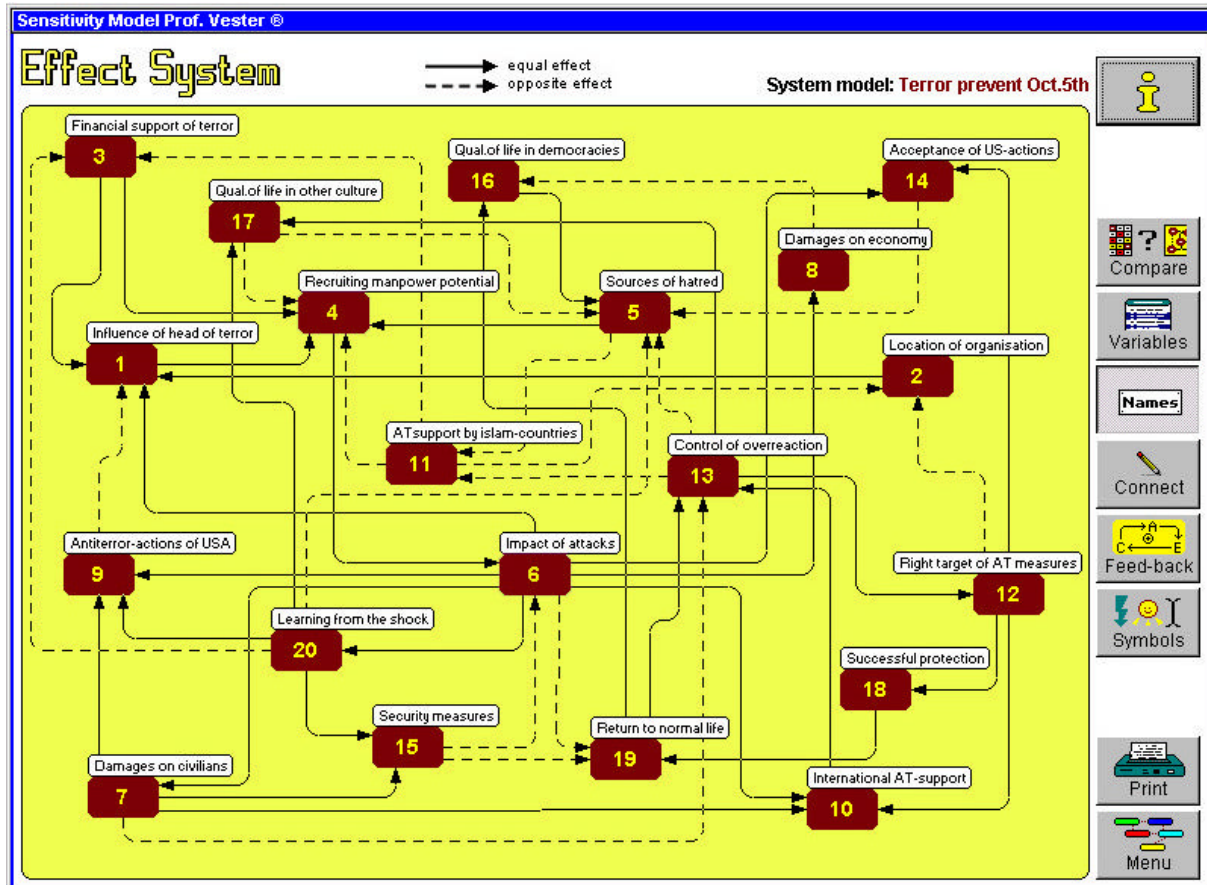 Sensitivity Model Prof. Vester ®
Effect System
equal effect
opposite effect
System model: Terror prevent Oct.5th
Financial support of terror
3
Qual.of life in democracies
16
Acceptance of US-actions
14
Qual.of life in other culture
17
Damages on economy
8
Recruiting manpower potential
4
Sources of hatred
5
Influence of head of terror
1
Location of organisation
2
ATsupport by islam-countries
11
Control of overreaction
13
Antiterror-actions of USA
9
Impact of attacks
6
Right target of AT measures
12
Learning from the shock
20
Successful protection
18
Security measures
15
Return to normal life
19
Damages on civilians
7
International AT-support
10
i
?
Compare
Variables
Names
Connect
A
C
E
Feed-back
Symbols
Print
Menu